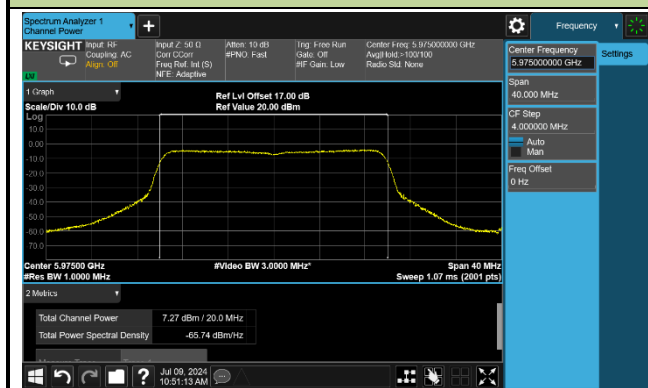 Spectrum Analyzer 1
Channel Power
Frequency
KEYSIGHT
Input: RF
Coupling: AC
Align: Off
Input Z: 50 Ω
Corr CCorr
Freq Ref: Int (S)
NFE: Adaptive
Atten: 10 dB
#PNO: Fast
Trig: Free Run
Gate: Off
#IF Gain: Low
Center Freq: 5.975000000 GHz
Avg|Hold:>100/100
Radio Std: None
LU
Center Frequency
5.975000000 GHz
Settings
Span
40.000 MHz
CF Step
4.000000 MHz
Auto
Man
Freq Offset
0 Hz
1 Graph
Scale/Div 10.0 dB
Ref Lvl Offset 17.00 dB
Ref Value 20.00 dBm
Log
10.0
0.00
-10.0
-20.0
-30.0
-40.0
-50.0
-60.0
-70.0
Center 5.97500 GHz
#Video BW 3.0000 MHz*
Span 40 MHz
#Res BW 1.0000 MHz
Sweep 1.07 ms (2001 pts)
2 Metrics
Total Channel Power 7.27 dBm / 20.0 MHz
Total Power Spectral Density -65.74 dBm/Hz
Jul 09, 2024
10:51:13 AM